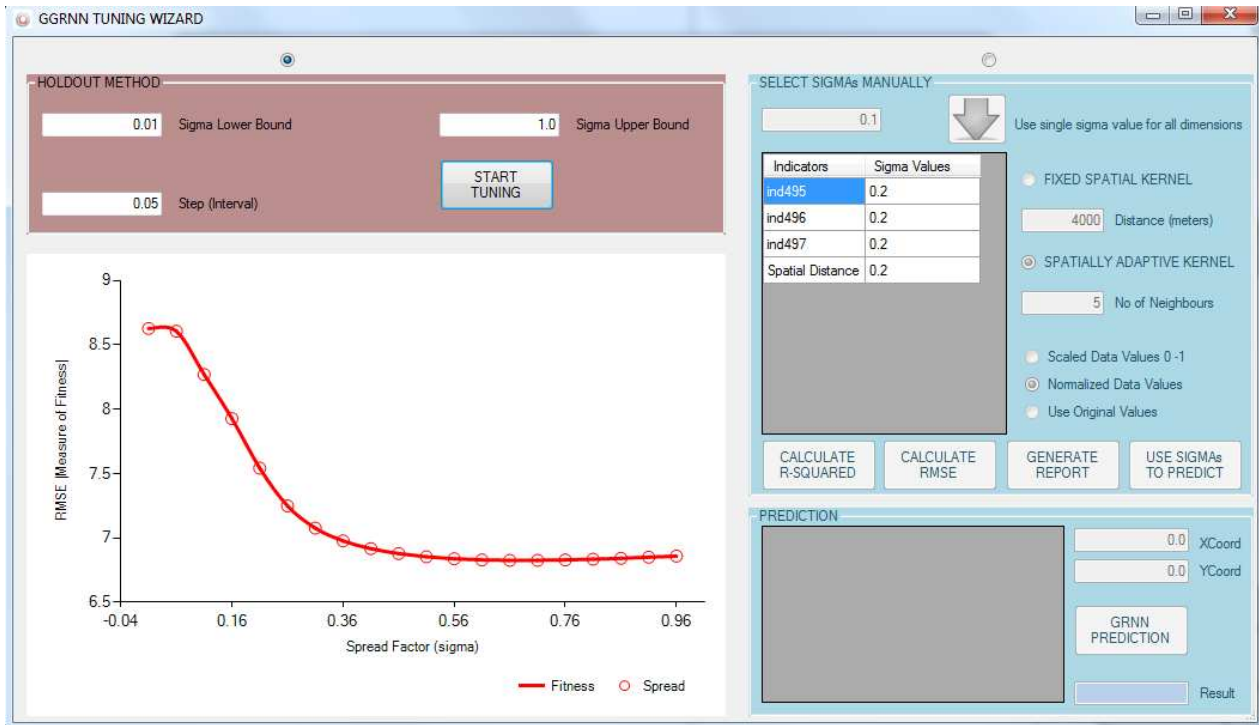 GGRNN TUNING WIZARD
HOLDOUT METHOD
0.01 Sigma Lower Bound
1.0 Sigma Upper Bound
START
TUNING
0.05 Step (Interval)
9
8.5
8
7.5
7
6.5
RMSE |Measure of Fitness|
-0.04 0.16 0.36 0.56 0.76 0.96
Spread Factor (sigma)
Fitness Spread
SELECT SIGMAs MANUALLY
0.1 Use single sigma value for all dimensions
Indicators Sigma Values
ind495 0.2
ind496 0.2
ind497 0.2
Spatial Distance 0.2
FIXED SPATIAL KERNEL
4000 Distance (meters)
SPATIALLY ADAPTIVE KERNEL
5 No of Neighbours
Scaled Data Values 0 -1
Normalized Data Values
Use Original Values
CALCULATE
R-SQUARED
CALCULATE
RMSE
GENERATE
REPORT
USE SIGMAs
TO PREDICT
PREDICTION
0.0 XCoord
0.0 YCoord
GRNN
PREDICTION
Result